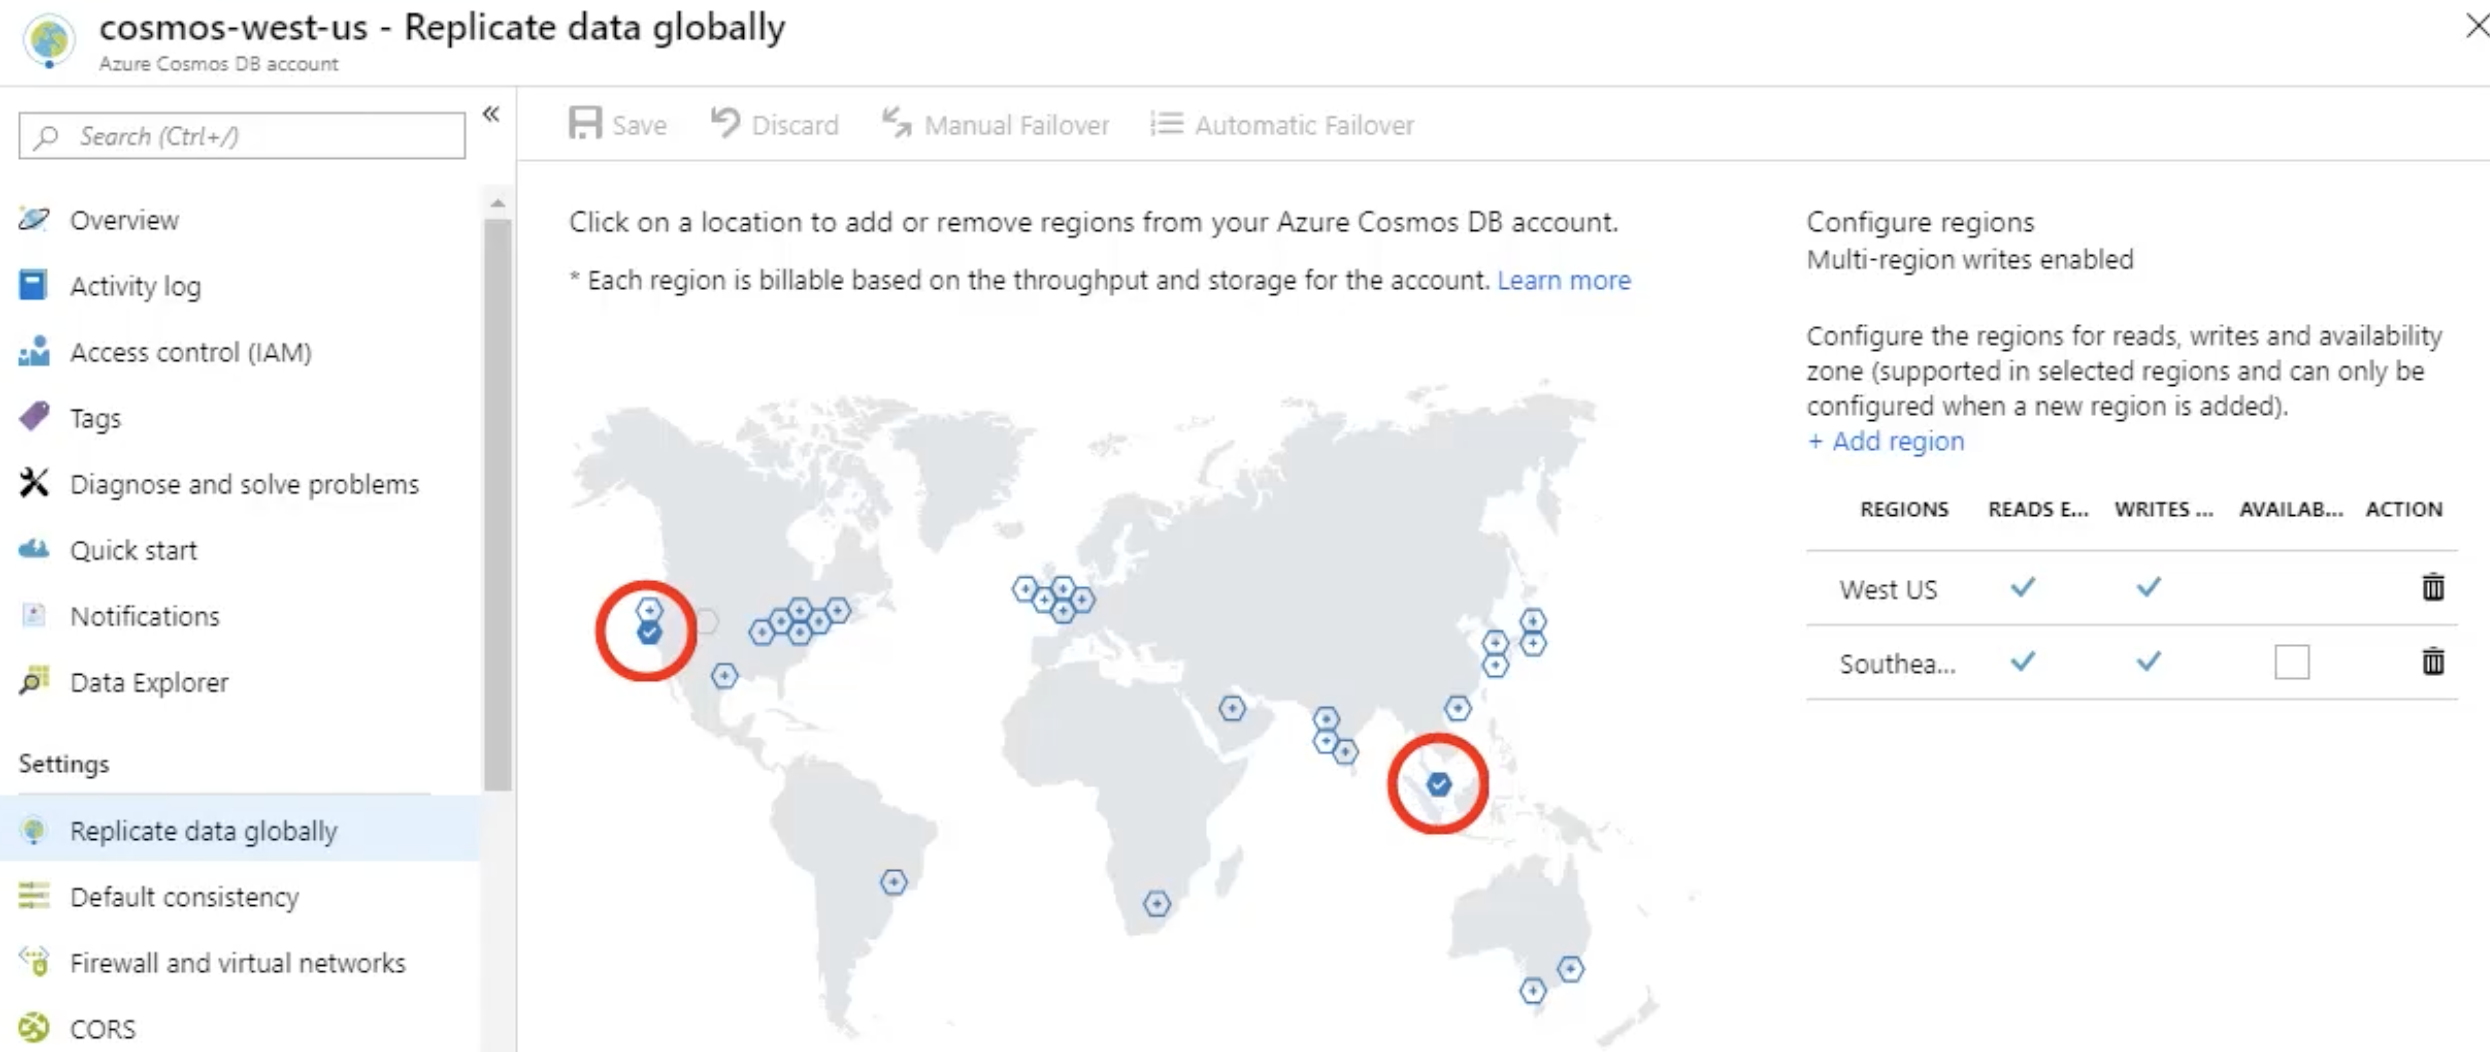 cosmos-west-us - Replicate data globally
Azure Cosmos DB account
Search (Ctrl+/)
«
Overview
Activity log
Access control (IAM)
Tags
Diagnose and solve problems
Quick start
Notifications
Data Explorer
Settings
Replicate data globally
Default consistency
Firewall and virtual networks
CORS
Save
Discard
Manual Failover
Automatic Failover
Click on a location to add or remove regions from your Azure Cosmos DB account.
* Each region is billable based on the throughput and storage for the account. Learn more
Configure regions
Multi-region writes enabled
Configure the regions for reads, writes and availability
zone (supported in selected regions and can only be
configured when a new region is added).
+ Add region
REGIONS READS E... WRITES ... AVAILAB... ACTION
West US
Southea...